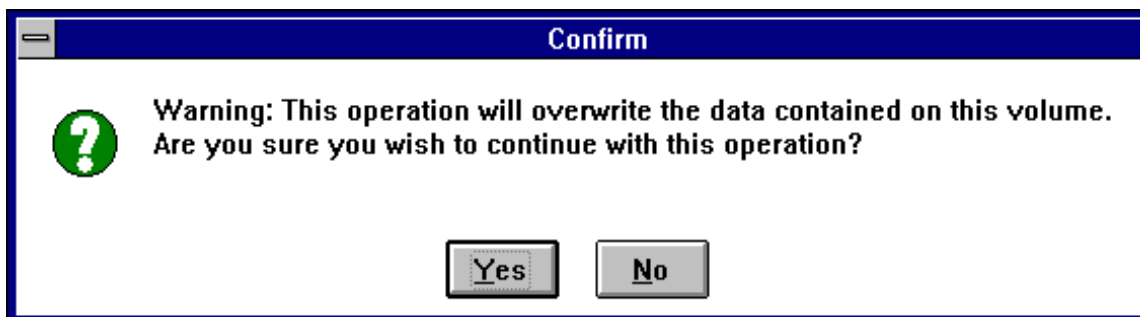 Confirm
Warning: This operation will overwrite the data contained on this volume.
Are you sure you wish to continue with this operation?
Yes No